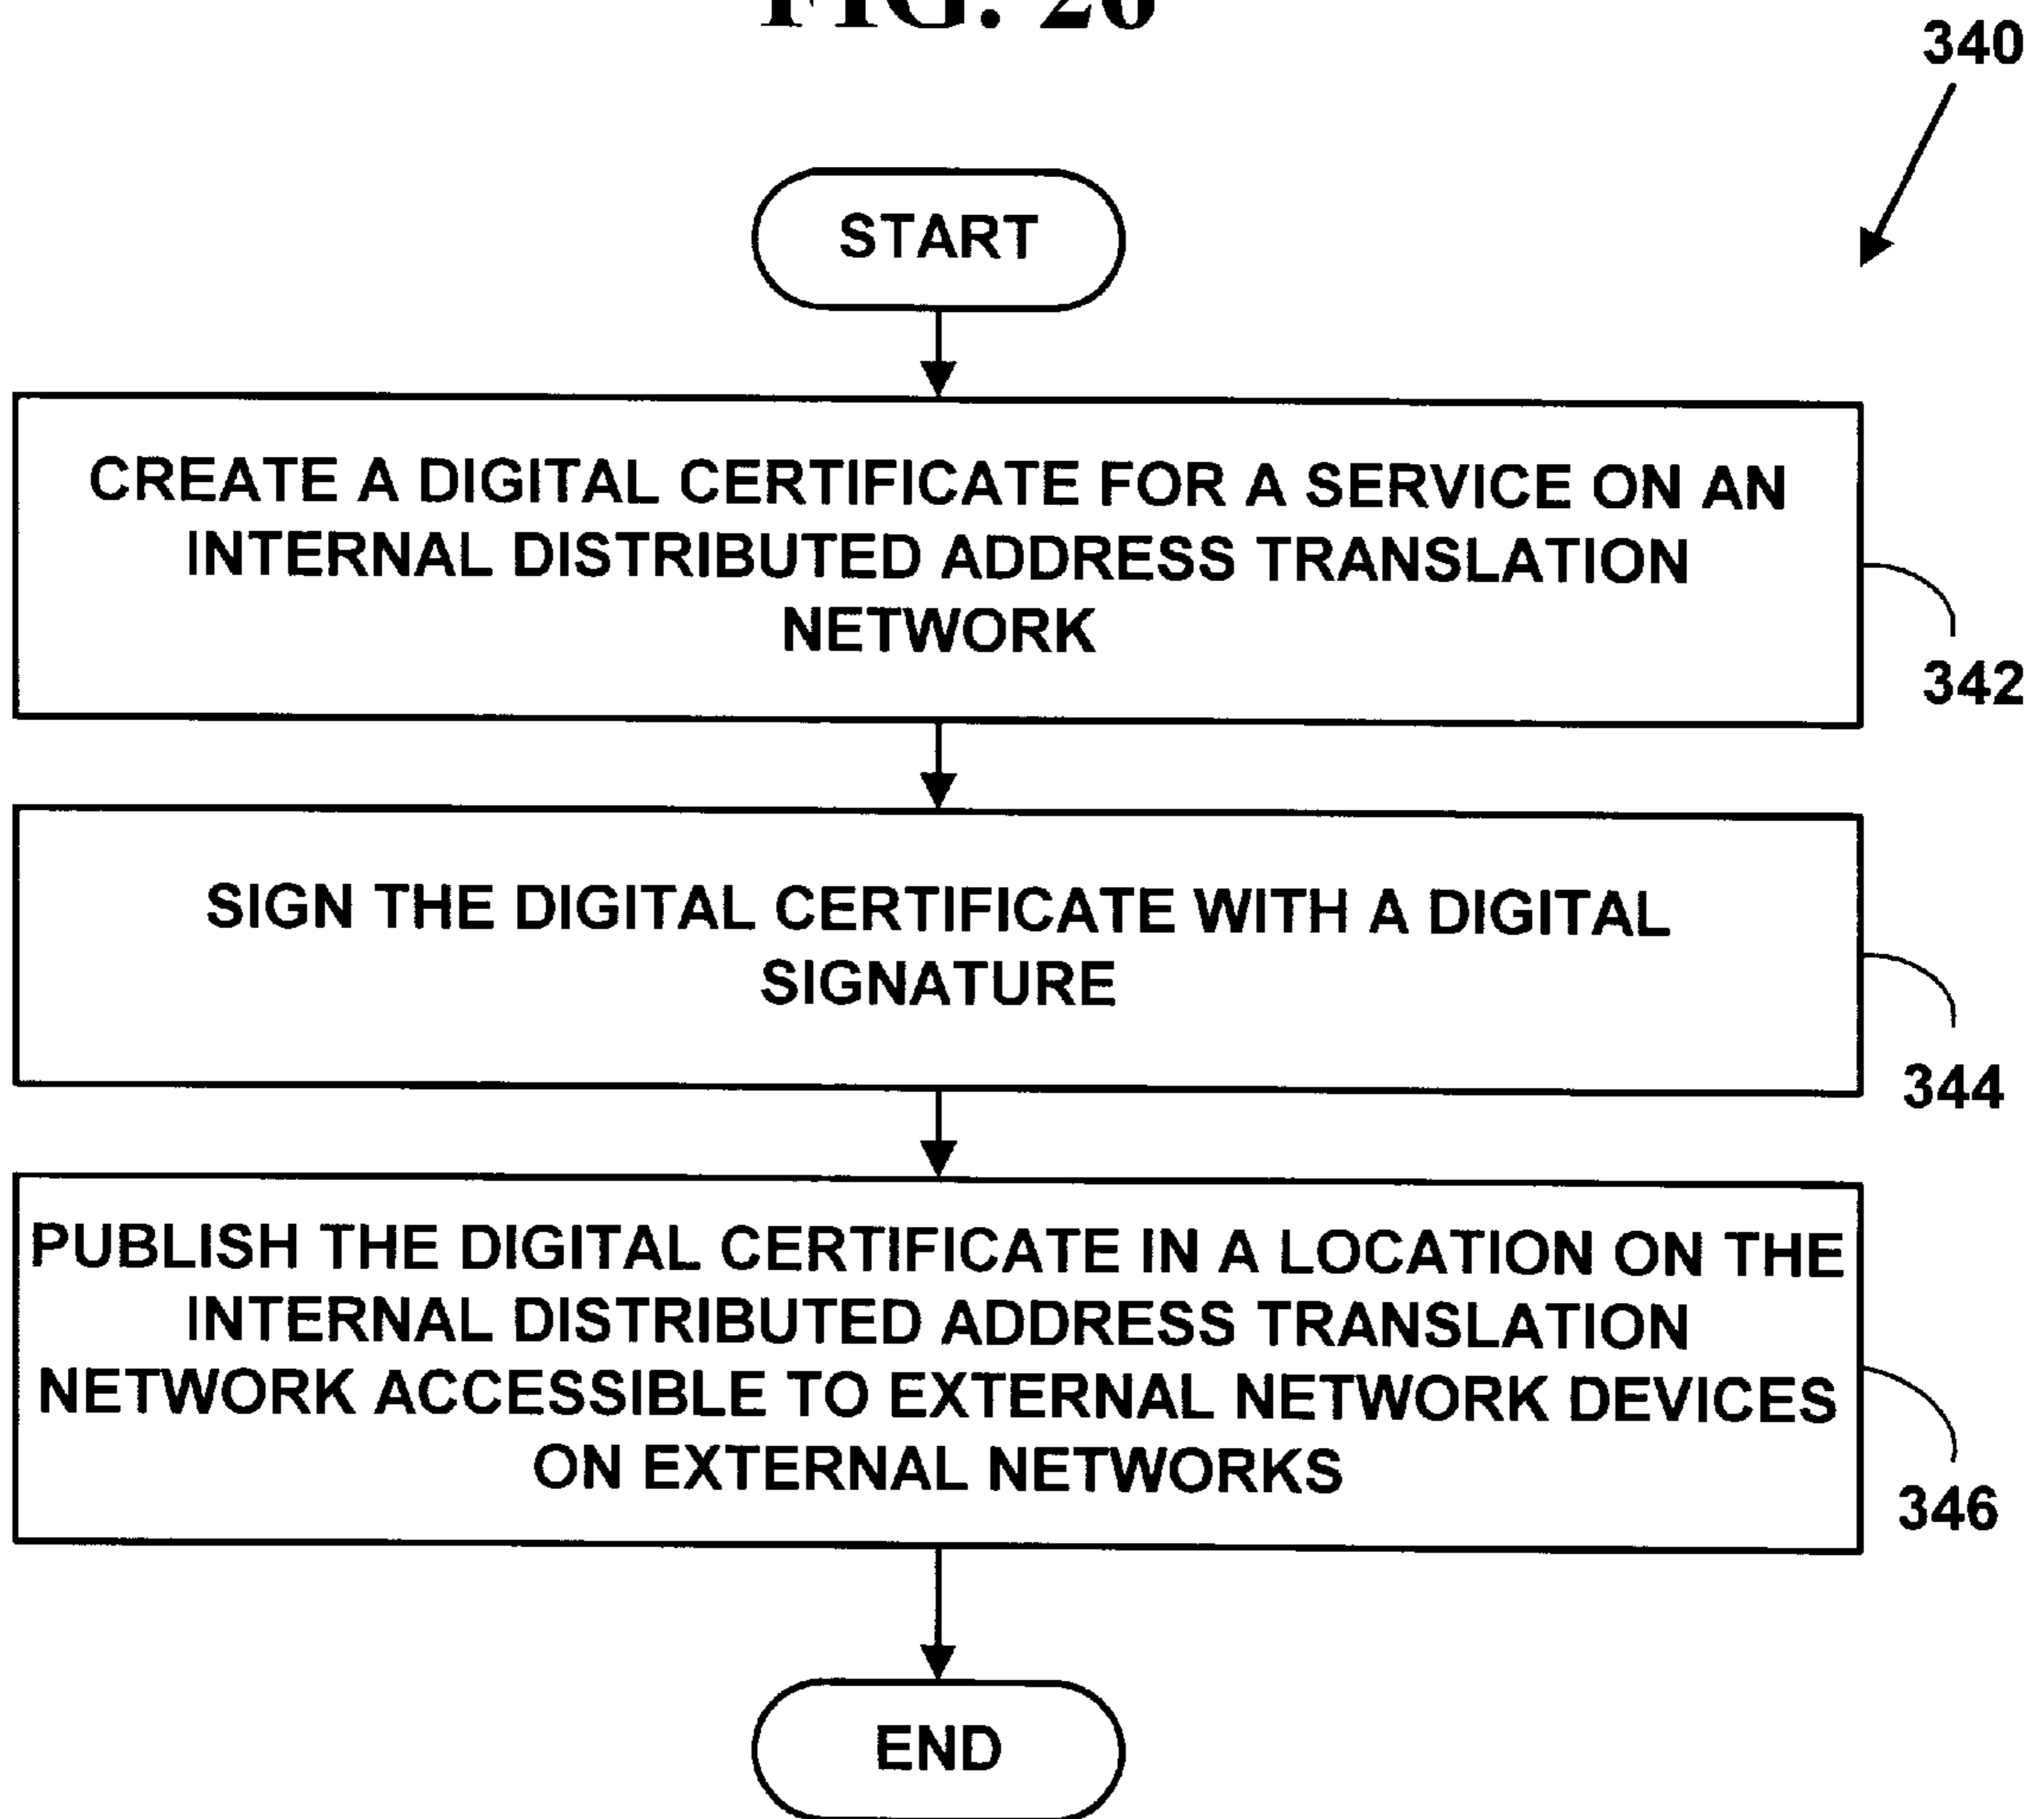 FIG. 26
340
START
CREATE A DIGITAL CERTIFICATE FOR A SERVICE ON AN
INTERNAL DISTRIBUTED ADDRESS TRANSLATION
NETWORK
342
SIGN THE DIGITAL CERTIFICATE WITH A DIGITAL
SIGNATURE
344
PUBLISH THE DIGITAL CERTIFICATE IN A LOCATION ON THE
INTERNAL DISTRIBUTED ADDRESS TRANSLATION
NETWORK ACCESSIBLE TO EXTERNAL NETWORK DEVICES
ON EXTERNAL NETWORKS
346
END